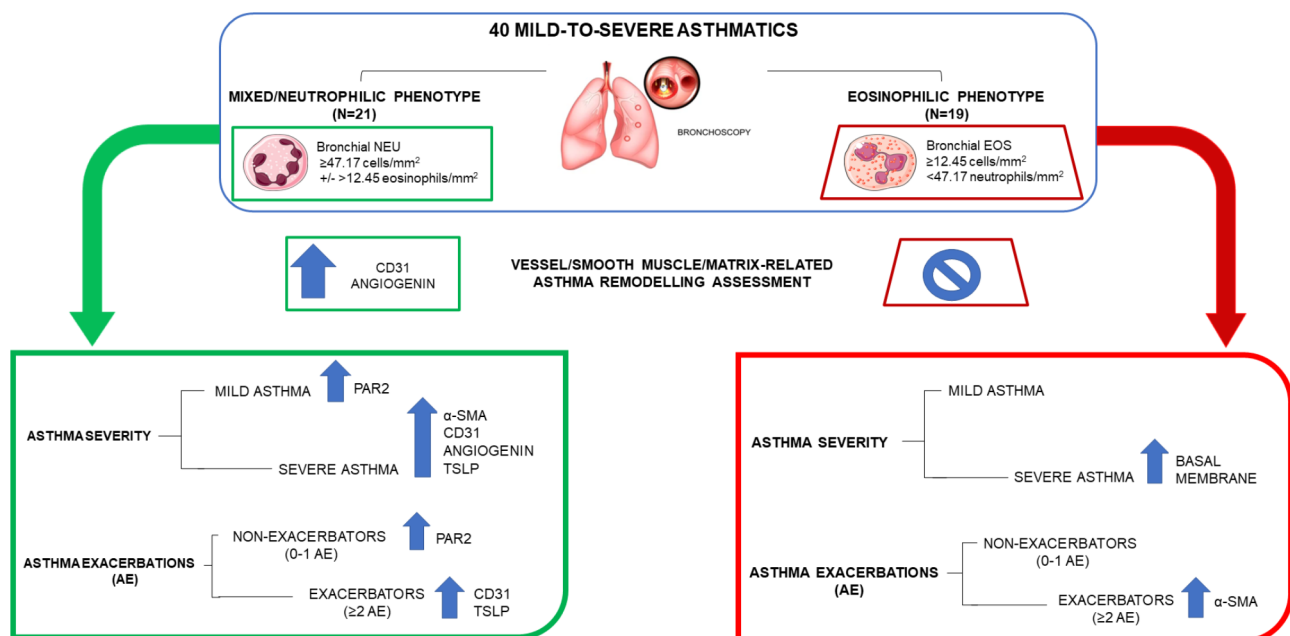 40 MILD-TO-SEVERE ASTHMATICS
MIXED/NEUTROPHILIC PHENOTYPE
(N=21)
Bronchial NEU
≥47.17 cells/mm²
+/- >12.45 eosinophils/mm²
BRONCHOSCOPY
EOSINOPHILIC PHENOTYPE
(N=19)
Bronchial EOS
≥12.45 cells/mm²
<47.17 neutrophils/mm²
CD31
ANGIOGENIN
VESSEL/SMOOTH MUSCLE/MATRIX-RELATED
ASTHMA REMODELLING ASSESSMENT
ASTHMA SEVERITY
MILD ASTHMA
PAR2
SEVERE ASTHMA
α-SMA
CD31
ANGIOGENIN
TSLP
ASTHMA EXACERBATIONS
(AE)
NON-EXACERBATORS
(0-1 AE)
PAR2
EXACERBATORS
(≥2 AE)
CD31
TSLP
ASTHMA SEVERITY
MILD ASTHMA
SEVERE ASTHMA
BASAL
MEMBRANE
ASTHMA EXACERBATIONS
(AE)
NON-EXACERBATORS
(0-1 AE)
EXACERBATORS
(≥2 AE)
α-SMA